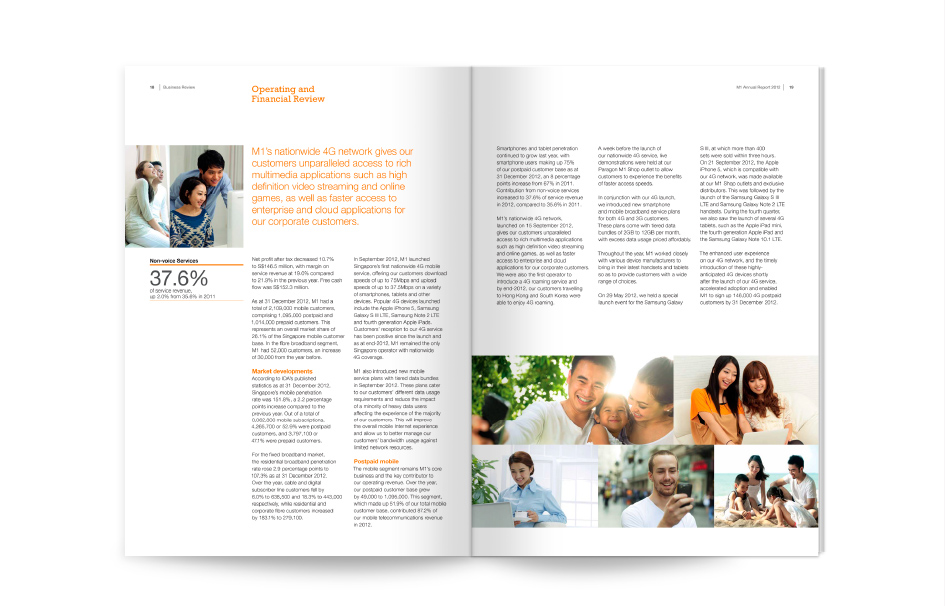 18 | Business Review
Operating and
Financial Review
M1's nationwide 4G network gives our
customers unparalleled access to rich
multimedia applications such as high
definition video streaming and online
games, as well as faster access to
enterprise and cloud applications for
our corporate customers.
Non-voice Services
37.6%
of service revenue,
up 2.0% from 35.6% in 2011
Net profit after tax decreased 10.7%
to S$146.5 million, with margin on
service revenue at 19.0% compared
to 21.8% in the previous year. Free cash
flow was S$152.3 million.
As at 31 December 2012, M1 had a
total of 2,109,000 mobile customers,
comprising 1,095,000 postpaid and
1,014,000 prepaid customers. This
represents an overall market share of
26.1% of the Singapore mobile customer
base. In the fibre broadband segment,
M1 had 52,000 customers, an increase
of 30,000 from the year before.
Market developments
According to IDA's published
statistics as at 31 December 2012,
Singapore's mobile penetration
rate was 151.8%, a 2.2 percentage
points increase compared to the
previous year. Out of a total of
mobile subscriptions,
4,265,700 or 52.9% were postpaid
customers, and 3,797,100 or
47.1% were prepaid customers.
For the fixed broadband market,
the residential broadband penetration
rate rose 2.9 percentage points to
107.3% as at 31 December 2012.
Over the year, cable and digital
subscriber line customers fell by
6.0% to 638,800 and 18.3% to 443,000
respectively, while residential and
corporate fibre customers increased
by 183.1% to 279,100.
In September 2012, M1 launched
Singapore's first nationwide 4G mobile
service, offering our customers download
speeds of up to 75Mbps and upload
speeds of up to 37.5Mbps on a variety
of smartphones, tablets and other
devices. Popular 4G devices launched
include the Apple iPhone 5, Samsung
Galaxy S III LTE, Samsung Note 2 LTE
and fourth generation Apple iPads.
Customers' reception to our 4G service
has been positive since the launch and
as at end-2012, M1 remained the only
Singapore operator with nationwide
4G coverage.
M1 also introduced new mobile
service plans with tiered data bundles
in September 2012. These plans cater
to our customers' different data usage
requirements and reduce the impact
of a minority of heavy data users
affecting the experience of the majority
of our customers. This will improve
the overall mobile Internet experience
and allow us to better manage our
customers' bandwidth usage against
limited network resources.
Postpaid mobile
The mobile segment remains M1's core
business and the key contributor to
our operating revenue. Over the year,
our postpaid customer base grew
by 49,000 to 1,095,000. This segment,
which made up 51.9% of our total mobile
customer base, contributed 87.2% of
our mobile telecommunications revenue
in 2012.
M1 Annual Report 2012 | 19
Smartphones and tablet penetration
continued to grow last year, with
smartphone users making up 75%
of our postpaid customer base as at
31 December 2012, an 8 percentage
points increase from 67% in 2011.
Contribution from non-voice services
increased to 37.6% of service revenue
in 2012, compared to 35.6% in 2011.
M1's nationwide 4G network,
launched on 15 September 2012,
gives our customers unparalleled
access to rich multimedia applications
such as high definition video streaming
and online games, as well as faster
access to enterprise and cloud
applications for our corporate customers.
We were also the first operator to
introduce a 4G roaming service and
by end-2012, our customers travelling
to Hong Kong and South Korea were
able to enjoy 4G roaming.
A week before the launch of
our nationwide 4G service, live
demonstrations were held at our
Paragon M1 Shop outlet to allow
customers to experience the benefits
of faster access speeds.
In conjunction with our 4G launch,
we introduced new smartphone
and mobile broadband service plans
for both 4G and 3G customers.
These plans come with tiered data
bundles of 2GB to 12GB per month,
with excess data usage priced affordably.
Throughout the year, M1 worked closely
with various device manufacturers to
bring in their latest handsets and tablets
so as to provide customers with a wide
range of choices.
On 29 May 2012, we held a special
launch event for the Samsung Galaxy
S III, at which more than 400
sets were sold within three hours.
On 21 September 2012, the Apple
iPhone 5, which is compatible with
our 4G network, was made available
at our M1 Shop outlets and exclusive
distributors. This was followed by the
launch of the Samsung Galaxy S III
LTE and Samsung Galaxy Note 2 LTE
handsets. During the fourth quarter,
we also saw the launch of several 4G
tablets, such as the Apple iPad mini,
the fourth generation Apple iPad and
the Samsung Galaxy Note 10.1 LTE.
The enhanced user experience
on our 4G network, and the timely
introduction of these highly-
anticipated 4G devices shortly
after the launch of our 4G service,
accelerated adoption and enabled
M1 to sign up 146,000 4G postpaid
customers by 31 December 2012.